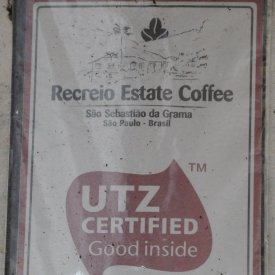 Recreio Estate Coffee
São Sebastião da Grama
São Paulo - Brasil
TM
UTZ
CERTIFIED
Good inside